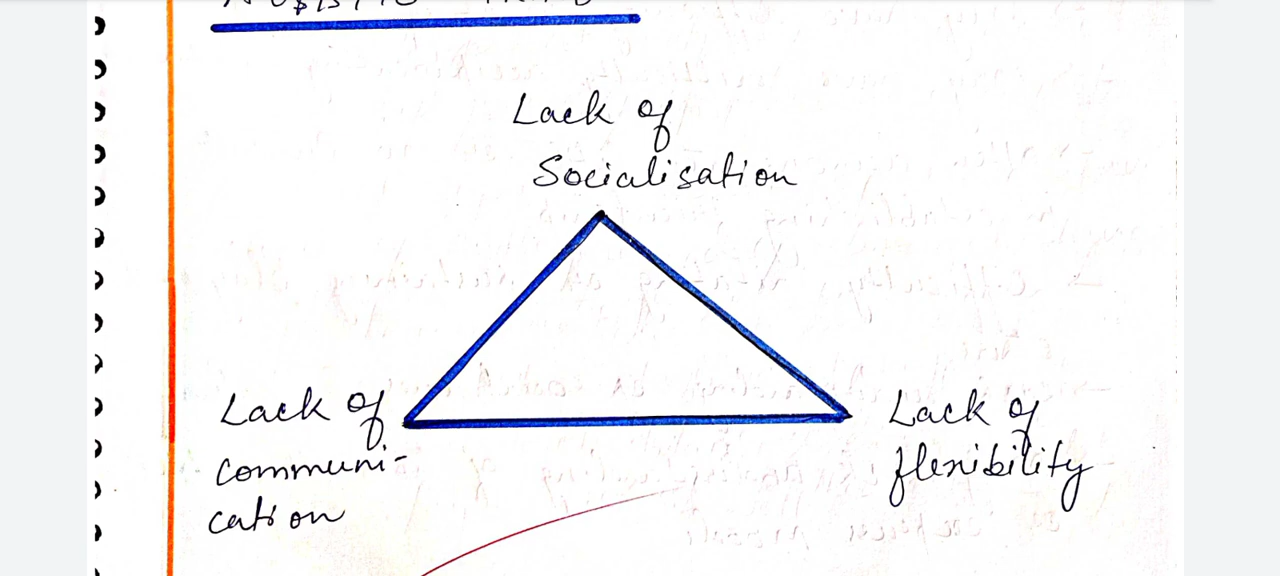 Lack of
Socialisation
Lack of
communi-
cation
Lack of
flexibility